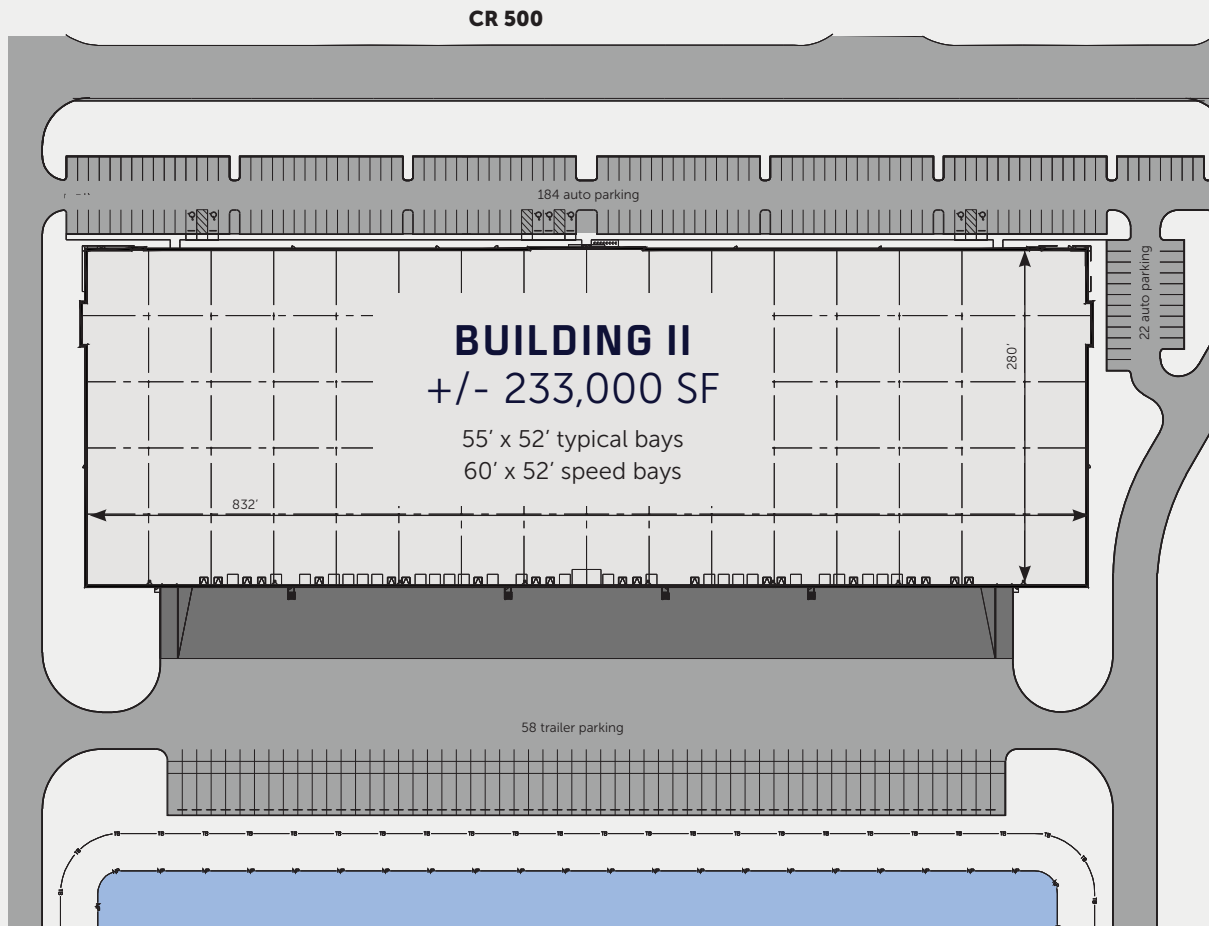 CR 500
184 auto parking
22 auto parking
280’
BUILDING II
+/- 233,000 SF
55’ x 52’ typical bays
60’ x 52’ speed bays
832’
58 trailer parking